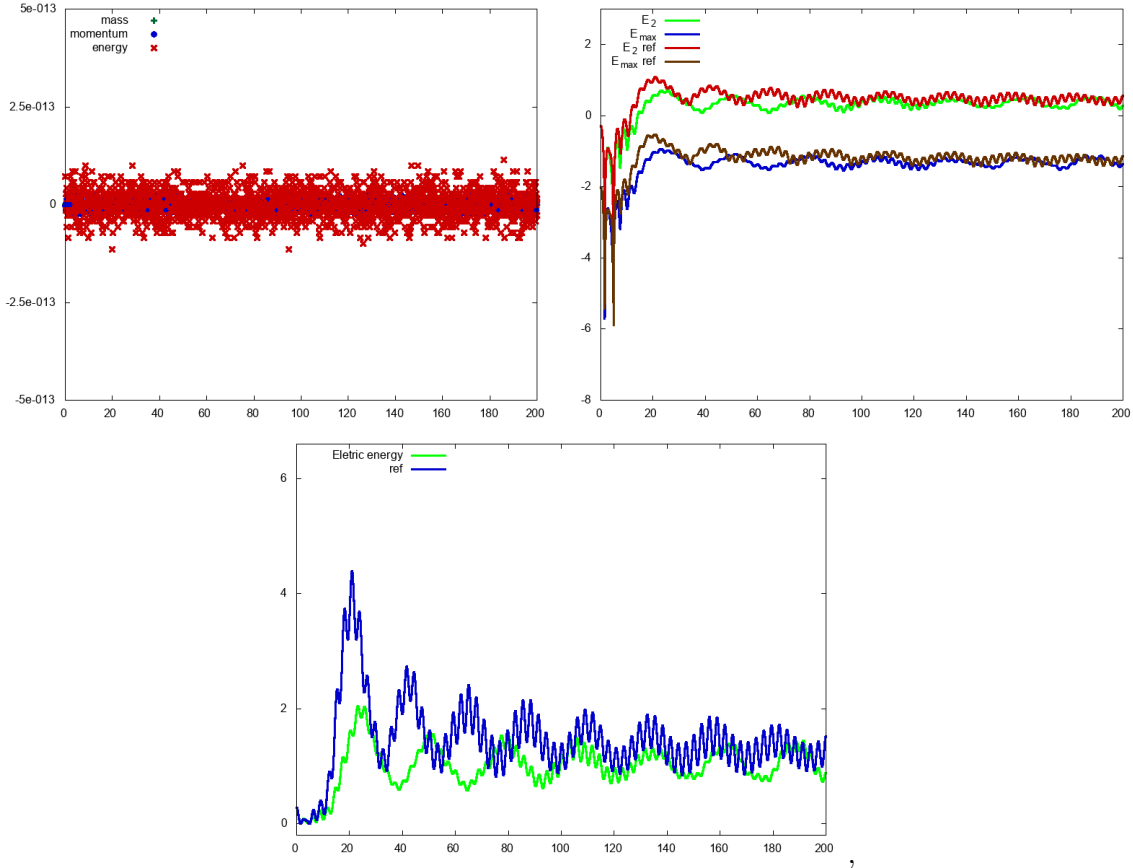 5e-013
2.5e-013
0
-2.5e-013
-5e-013
0 20 40 60 80 100 120 140 160 180 200
mass
momentum
energy
2
0
-2
-4
-6
-8
0 20 40 60 80 100 120 140 160 180 200
E2
Emax
E2 ref
Emax ref
6
4
2
0
0 20 40 60 80 100 120 140 160 180 200
Eletric energy
ref
,